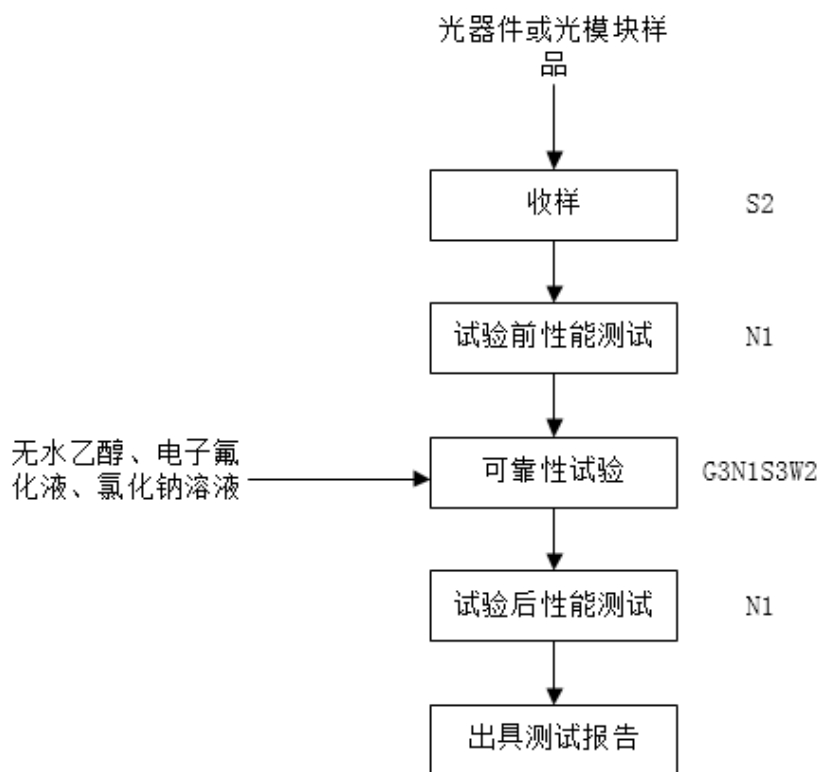 光器件或光模块样
品
收样
S2
试验前性能测试
N1
无水乙醇、电子氟
化液、氯化钠溶液
可靠性试验
G3N1S3W2
试验后性能测试
N1
出具测试报告